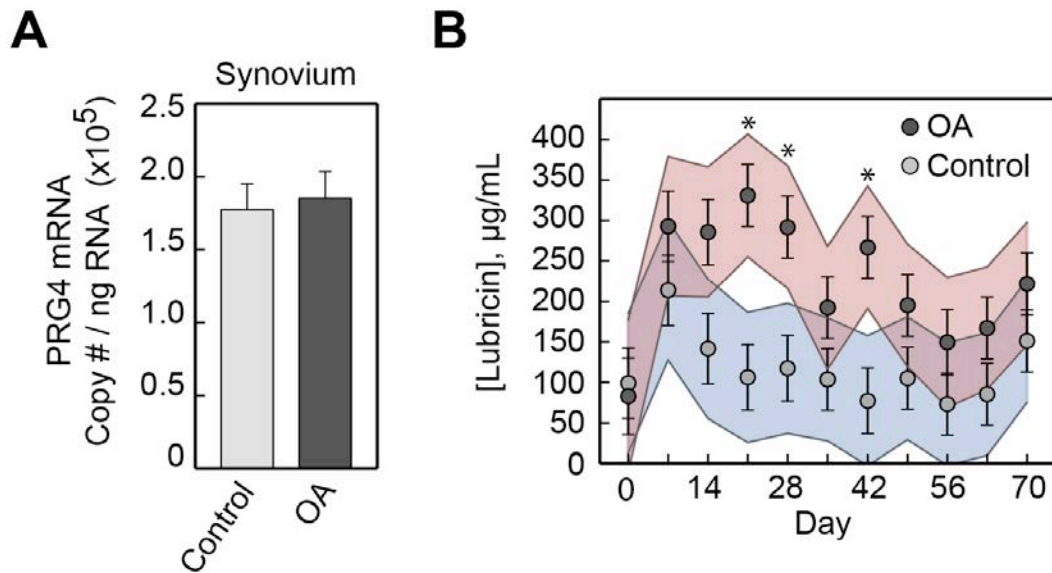 A
Synovium
PRG4 mRNA
Copy # / ng RNA (x10⁵)
2.5
2.0
1.5
1.0
0.5
0
Control
OA
B
[Lubricin], µg/mL
400
350
300
250
200
150
100
50
0
* * *
OA
Control
0 14 28 42 56 70
Day